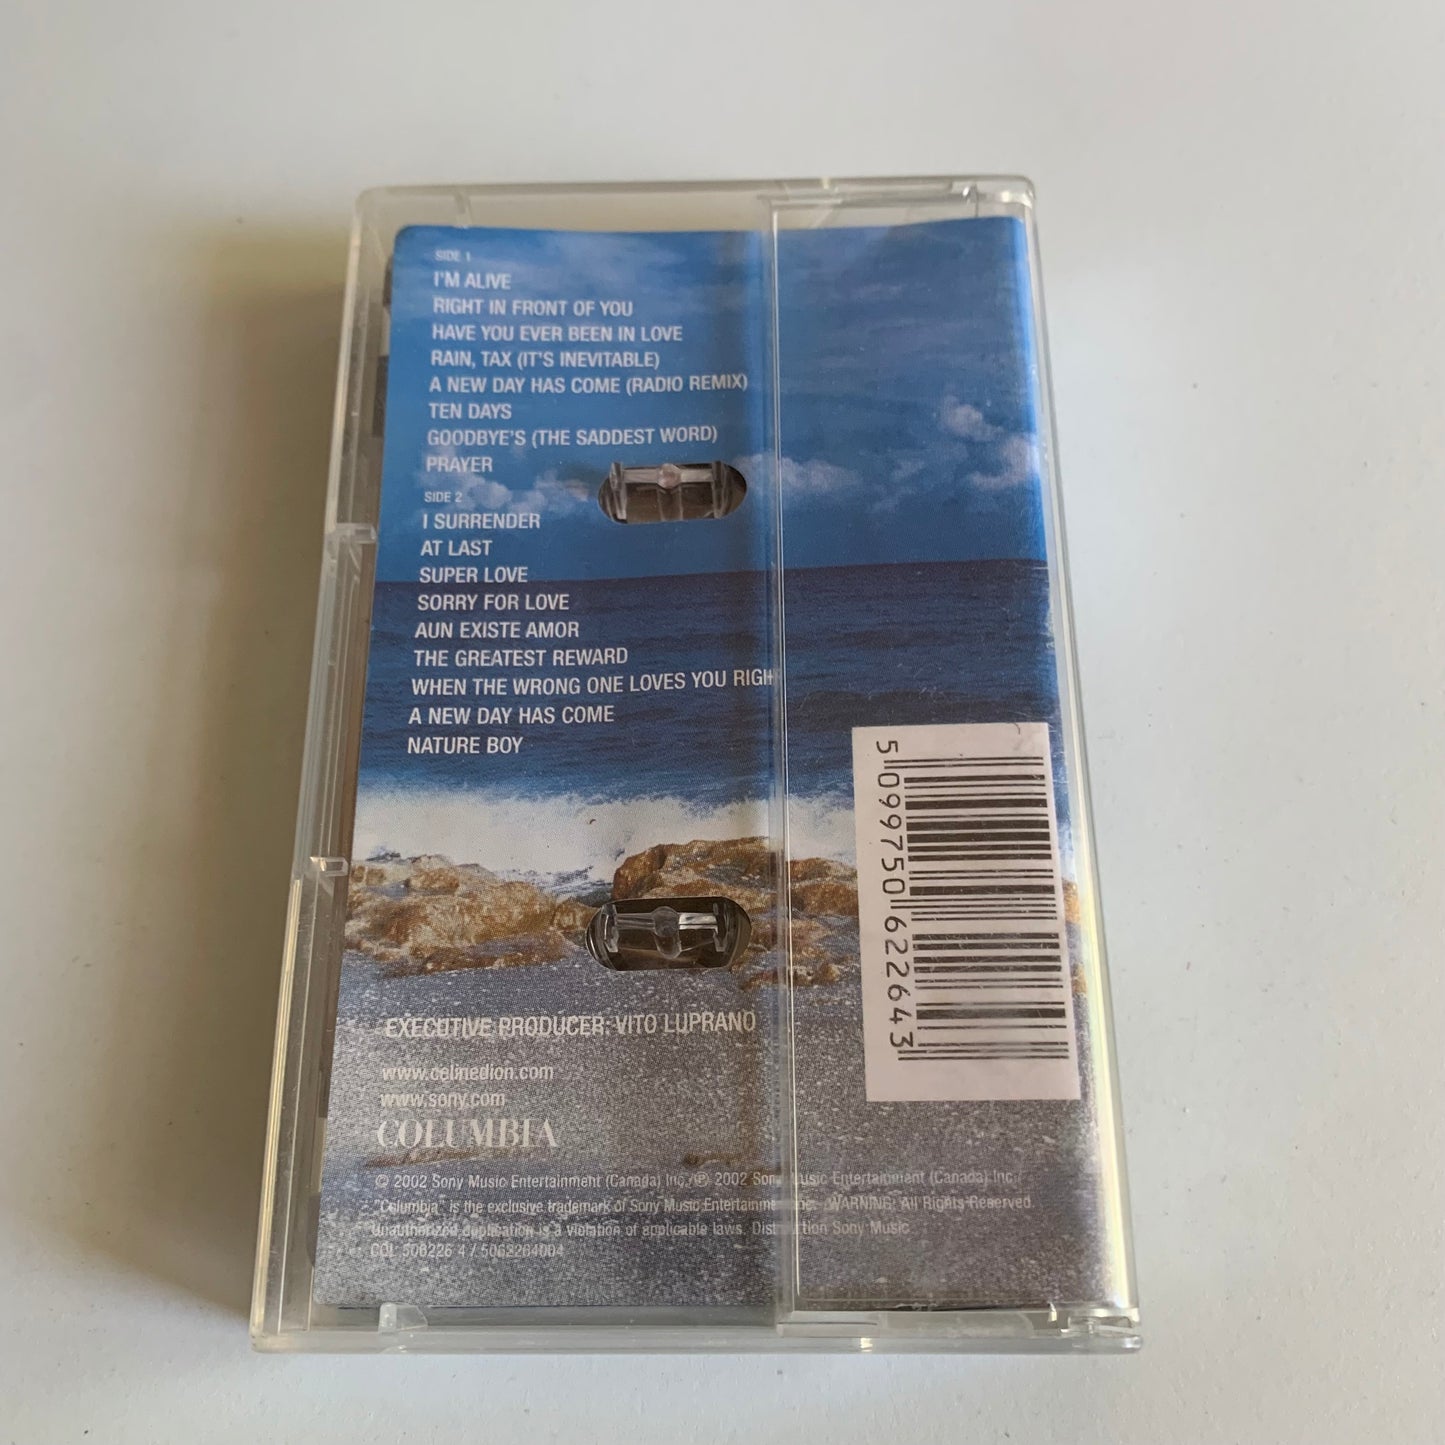 SIDE 1
I'M ALIVE
RIGHT IN FRONT OF YOU
HAVE YOU EVER BEEN IN LOVE
RAIN, TAX (IT'S INEVITABLE)
A NEW DAY HAS COME (RADIO REMIX)
TEN DAYS
GOODBYE'S (THE SADDEST WORD)
PRAYER
SIDE 2
I SURRENDER
AT LAST
SUPER LOVE
SORRY FOR LOVE
AUN EXISTE AMOR
THE GREATEST REWARD
WHEN THE WRONG ONE LOVES YOU RIGH
A NEW DAY HAS COME
NATURE BOY
5 099750 622643
EXECUTIVE PRODUCER: VITO LUPRANO
www.celinedion.com
www.sony.com
COLUMBIA
© 2002 Sony Music Entertainment (Canada) Inc./℗ 2002 Sony Music Entertainment (Canada) Inc.
"Columbia" is the exclusive trademark of Sony Music Entertainment Inc. /WARNING: All Rights Reserved.
Unauthorized duplication is a violation of applicable laws. Distribution Sony Music
COL 506226 4 / 5062264004